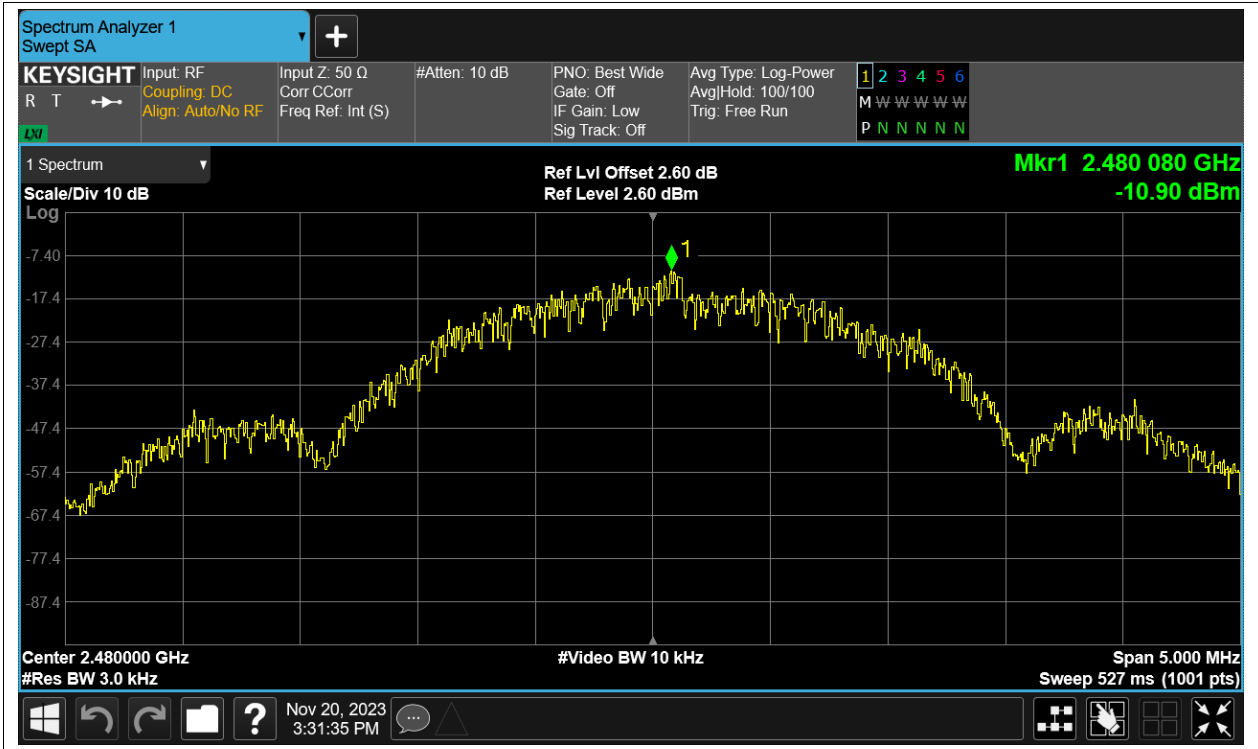 Spectrum Analyzer 1
Swept SA
+
KEYSIGHT
R T
LXI
Input: RF
Coupling: DC
Align: Auto/No RF
Input Z: 50 Ω
Corr CCorr
Freq Ref: Int (S)
#Atten: 10 dB
PNO: Best Wide
Gate: Off
IF Gain: Low
Sig Track: Off
Avg Type: Log-Power
Avg|Hold: 100/100
Trig: Free Run
1 2 3 4 5 6
M W W W W W
P N N N N N
1 Spectrum
Scale/Div 10 dB
Log
Ref Lvl Offset 2.60 dB
Ref Level 2.60 dBm
Mkr1 2.480 080 GHz
-10.90 dBm
1
-7.40
-17.4
-27.4
-37.4
-47.4
-57.4
-67.4
-77.4
-87.4
Center 2.480000 GHz
#Video BW 10 kHz
Span 5.000 MHz
#Res BW 3.0 kHz
Sweep 527 ms (1001 pts)
?
Nov 20, 2023
3:31:35 PM